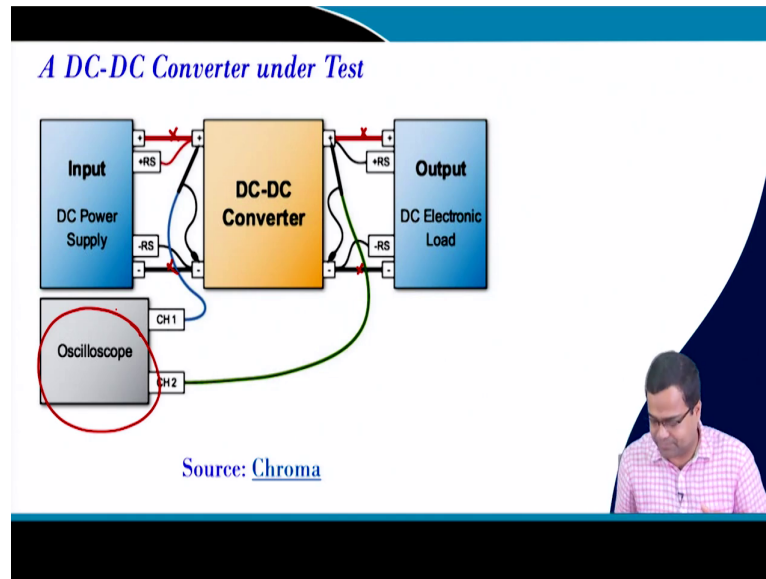 A DC-DC Converter under Test
Input
DC Power
Supply
+
+RS
-RS
-
+
-
DC-DC
Converter
+
-
+
+RS
-RS
-
Output
DC Electronic
Load
Oscilloscope
CH 1
CH 2
Source: Chroma